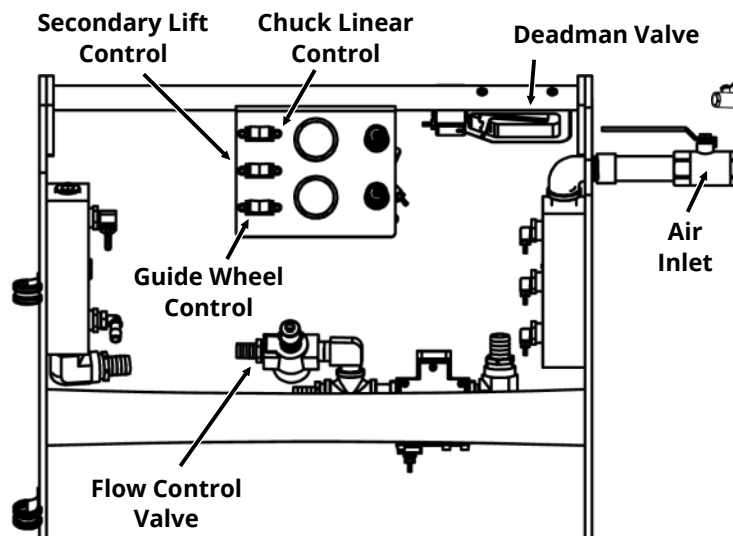 Secondary Lift
Control
Chuck Linear
Control
Deadman Valve
Air
Inlet
Guide Wheel
Control
Flow Control
Valve